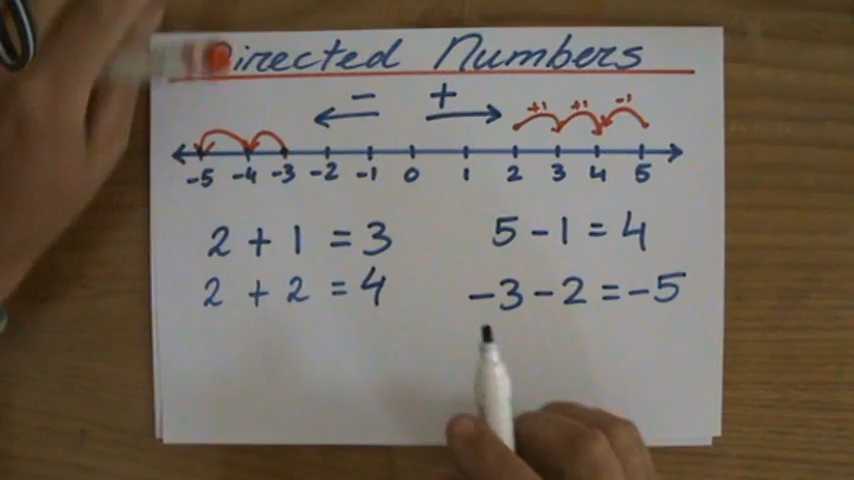 Directed Numbers
- +
+1 +1 -1
-5 -4 -3 -2 -1 0 1 2 3 4 5
2 + 1 = 3 5 - 1 = 4
2 + 2 = 4 -3 - 2 = -5